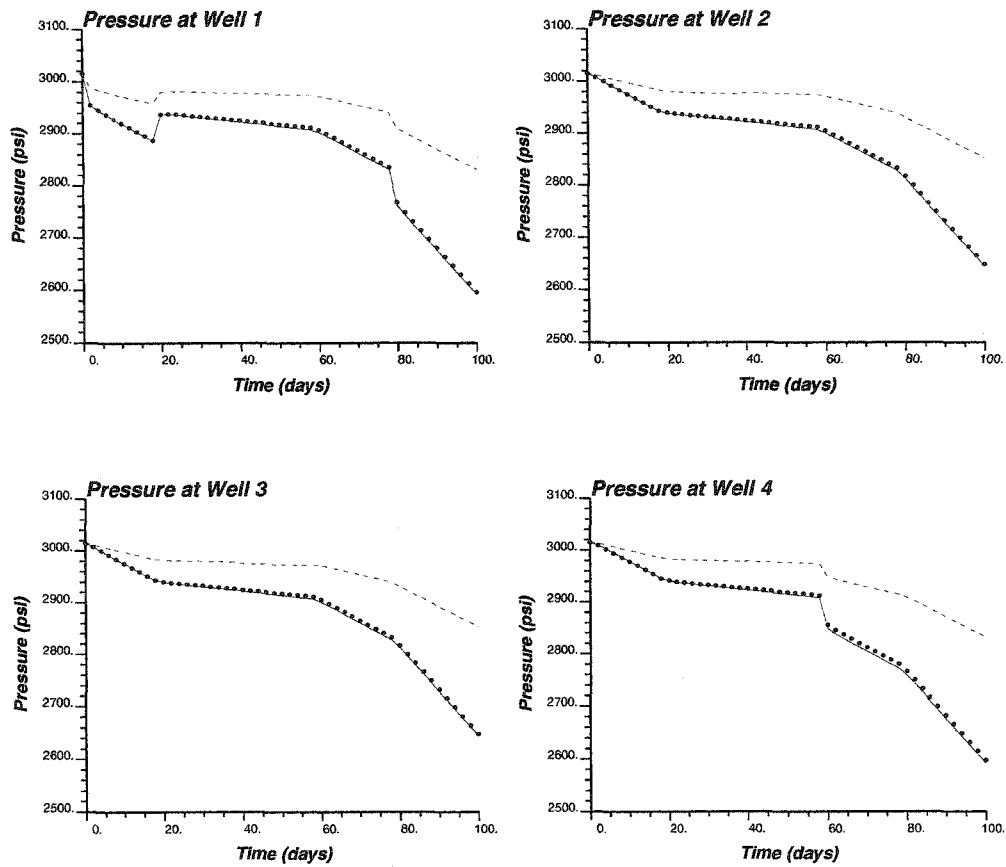 Pressure at Well 1
3100.
3000.
2900.
2800.
2700.
2600.
2500.
Pressure (psi)
0. 20. 40. 60. 80. 100.
Time (days)
Pressure at Well 2
3100.
3000.
2900.
2800.
2700.
2600.
2500.
Pressure (psi)
0. 20. 40. 60. 80. 100.
Time (days)
Pressure at Well 3
3100.
3000.
2900.
2800.
2700.
2600.
2500.
Pressure (psi)
0. 20. 40. 60. 80. 100.
Time (days)
Pressure at Well 4
3100.
3000.
2900.
2800.
2700.
2600.
2500.
Pressure (psi)
0. 20. 40. 60. 80. 100.
Time (days)